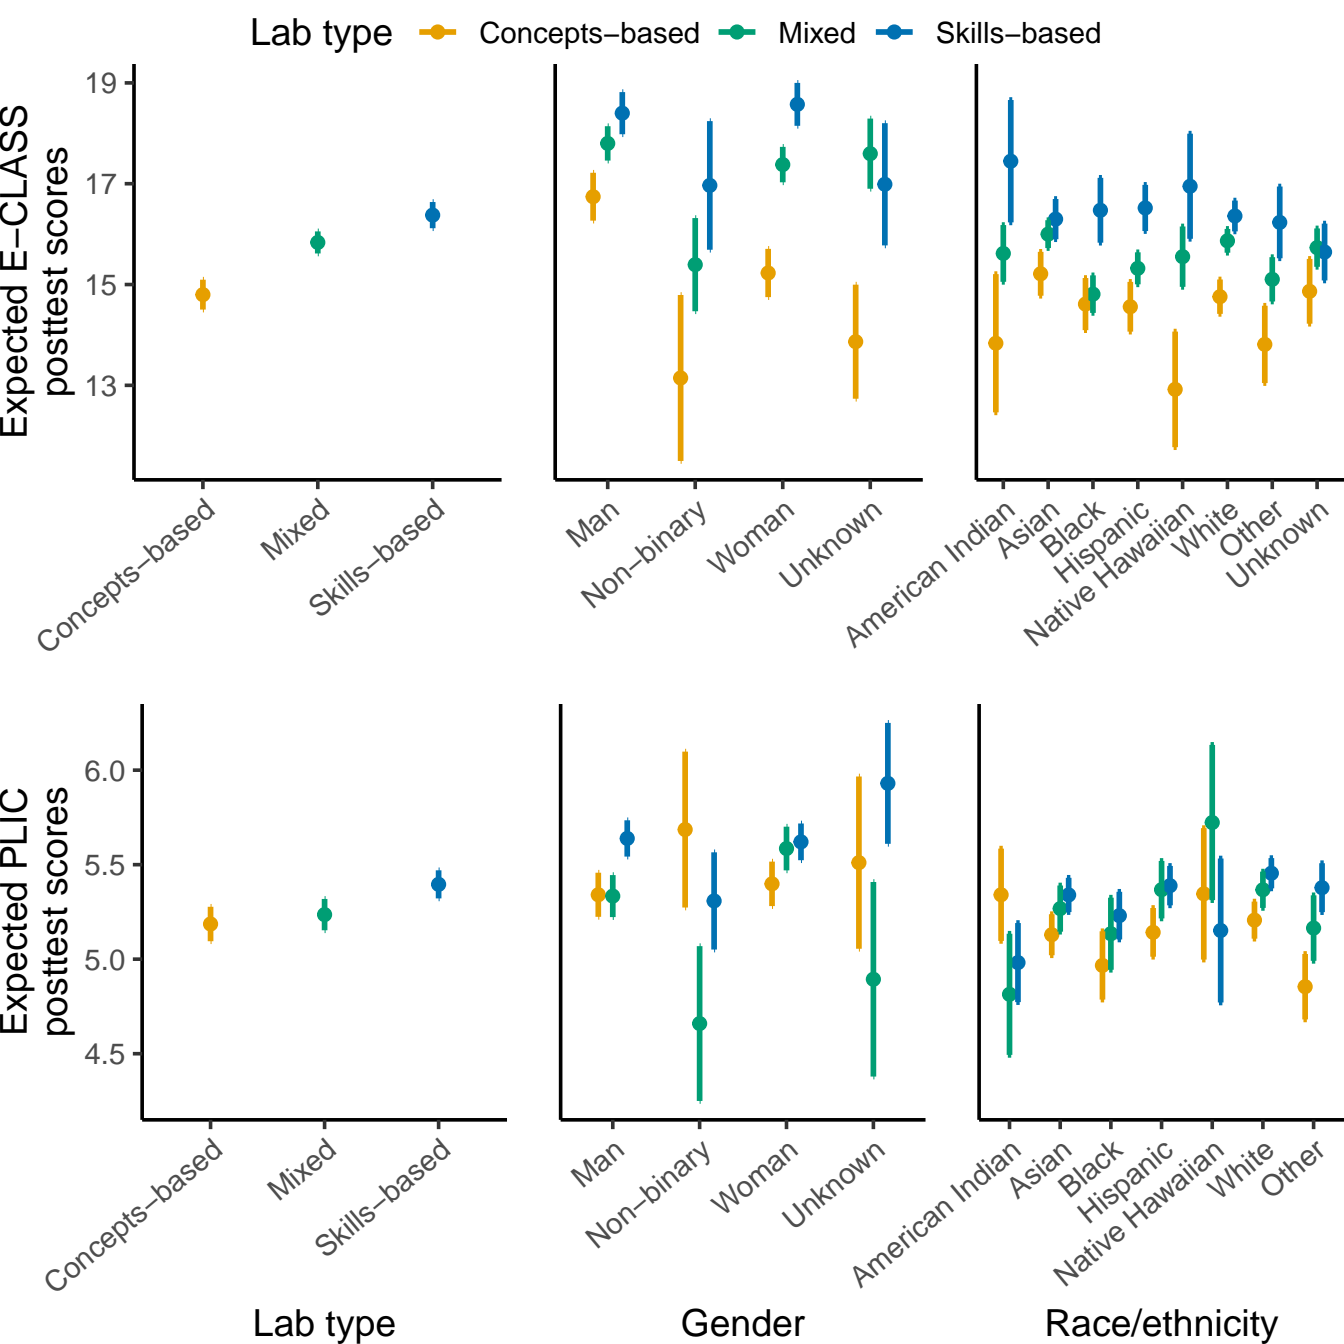 Lab type Concepts−based Mixed Skills−based
Expected E−CLASS
posttest scores
19
17
15
13
Concepts−based
Mixed
Skills−based
Man
Non−binary
Woman
Unknown
American Indian
Asian
Black
Hispanic
Native Hawaiian
White
Other
Unknown
Expected PLIC
posttest scores
6.0
5.5
5.0
4.5
Concepts−based
Mixed
Skills−based
Man
Non−binary
Woman
Unknown
American Indian
Asian
Black
Hispanic
Native Hawaiian
White
Other
Lab type
Gender
Race/ethnicity